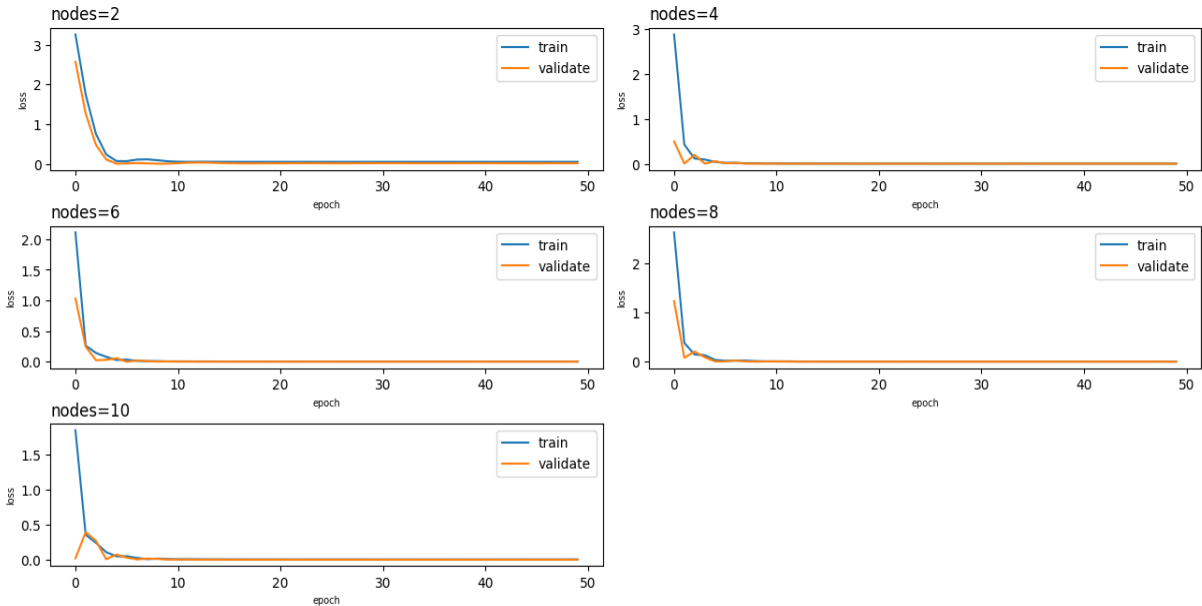 nodes=2
3
2
1
0
loss
train
validate
0 10 20 30 40 50
epoch
nodes=4
3
2
1
0
loss
train
validate
0 10 20 30 40 50
epoch
nodes=6
2.0
1.5
1.0
0.5
0.0
loss
train
validate
0 10 20 30 40 50
epoch
nodes=8
2
1
0
loss
train
validate
0 10 20 30 40 50
epoch
nodes=10
1.5
1.0
0.5
0.0
loss
train
validate
0 10 20 30 40 50
epoch